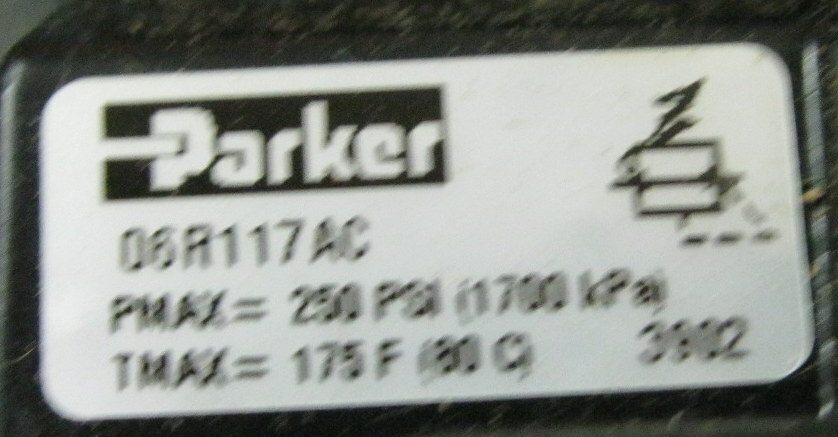 Parker
06R117AC
PMAX= 250 PSI (1700 kPa)
TMAX= 175 F (80 C) 3902